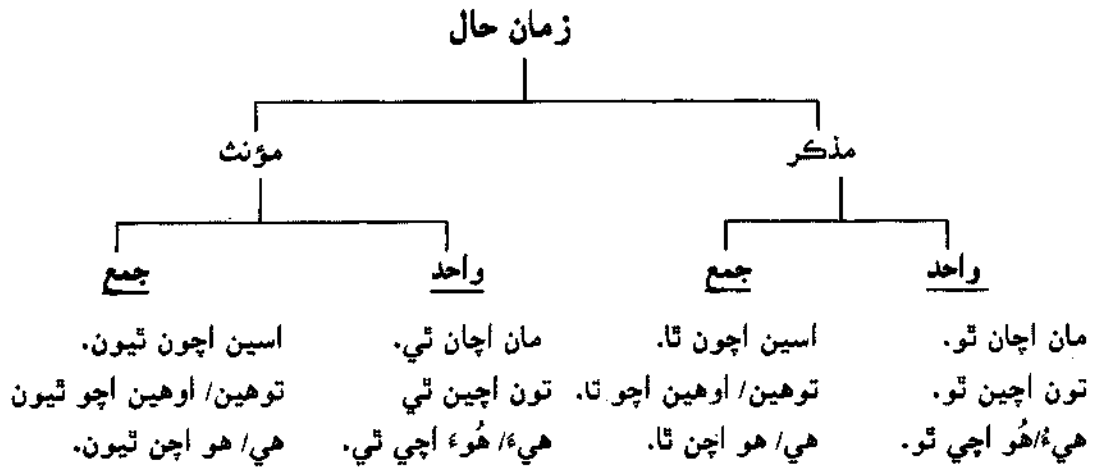 زمان حال
مذڪر مؤنث
واحد جمع واحد جمع
مان اچان ٿو. اسين اچون ٿا. مان اچان ٿي. اسين اچون ٿيون.
تون اچين ٿو. توهين/ اوهين اچو ٿا. تون اچين ٿي توهين/ اوهين اچو ٿيون
هيءُ/هُو اچي ٿو. هي/ هو اچن ٿا. هيءَ/ هُوءَ اچي ٿي. هي/ هو اچن ٿيون.